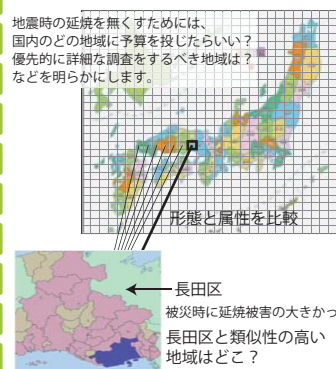 地震時の延焼を無くすためには、
国内のどの地域に予算を投じたらいい？
優先的に詳細な調査をするべき地域は？
などを明らかにします。
形態と属性を比較
長田区
被災時に延焼被害の大きかっ
長田区と類似性の高い
地域はどこ？